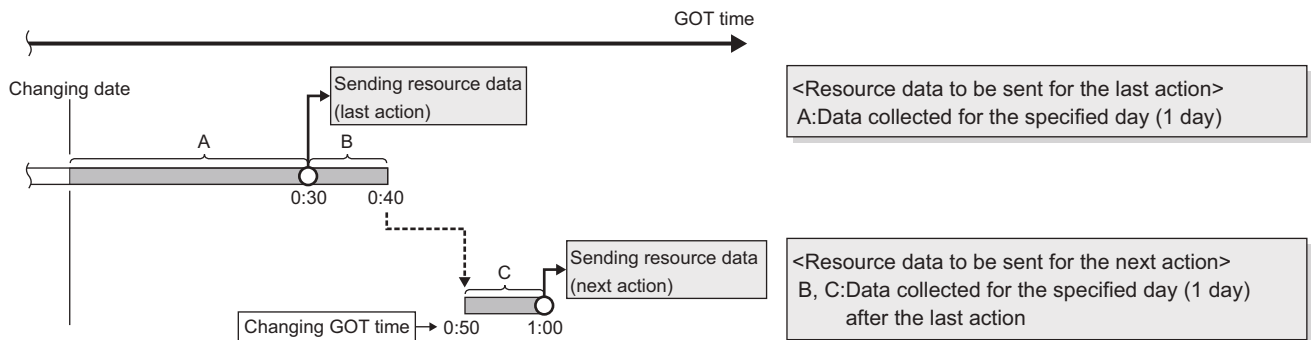 GOT time
Changing date
Sending resource data
(last action)
A
B
0:30
0:40
<Resource data to be sent for the last action>
A:Data collected for the specified day (1 day)
Sending resource data
(next action)
C
Changing GOT time
0:50
1:00
<Resource data to be sent for the next action>
B, C:Data collected for the specified day (1 day)
after the last action